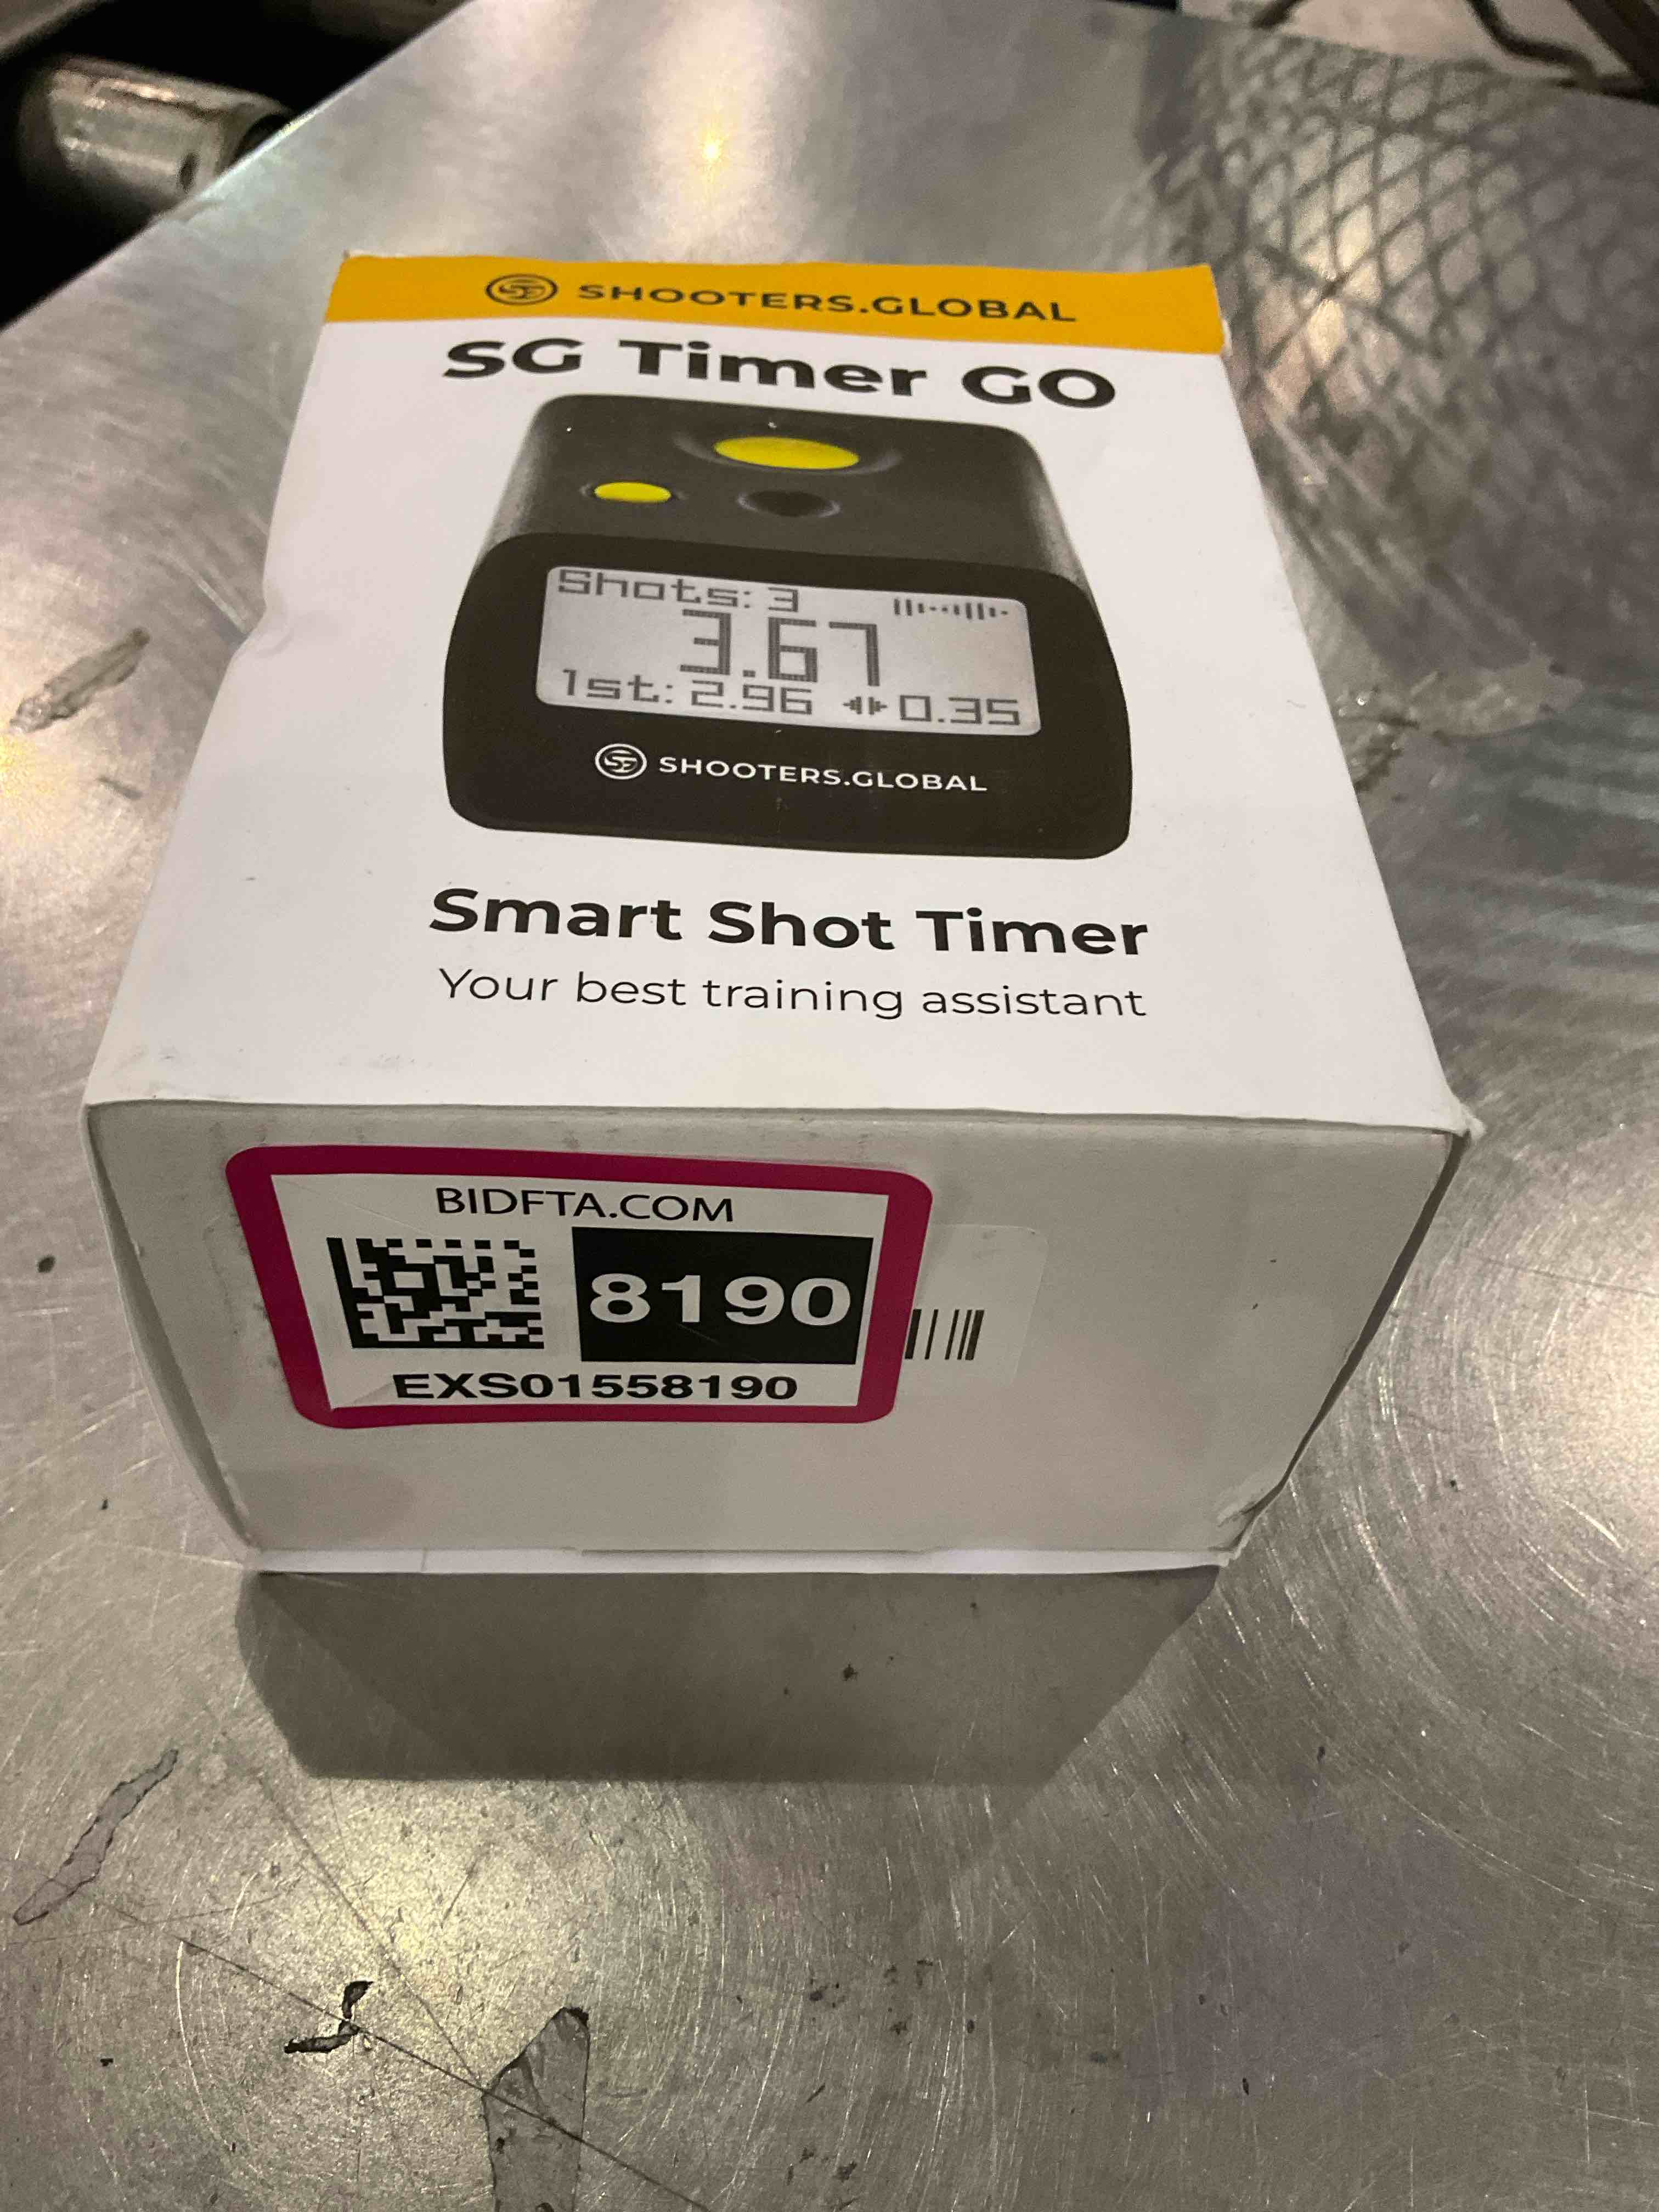 SHOOTERS.GLOBAL
SG Timer GO
Shots: 3
3.67
1st: 2.96 0.35
SHOOTERS.GLOBAL
Smart Shot Timer
Your best training assistant
BIDFTA.COM
8190
EXS01558190